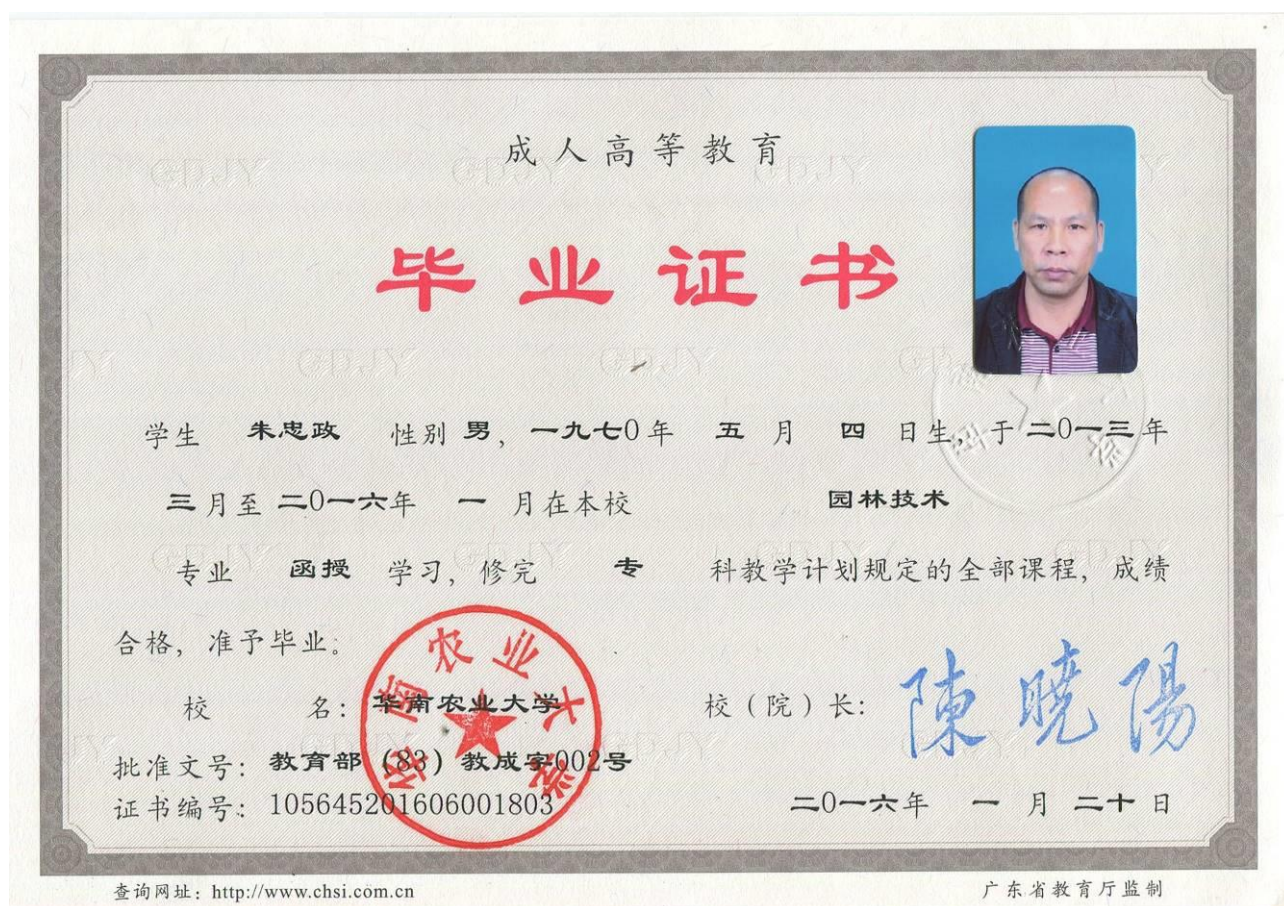 成人高等教育
毕业证书
学生 朱忠政 性别 男，一九七0年 五 月 四 日生，于二0一三年
三月至 二0一六年 一 月在本校 园林技术
专业 函授 学习，修完 专 科教学计划规定的全部课程，成绩
合格，准予毕业。
华南农业大学
校 名：华南农业大学
校（院）长：陳曉陽
批准文号：教育部（83）教成字002号
证书编号：105645201606001803
二0一六年 一 月 二十 日
查询网址：http://www.chsi.com.cn
广东省教育厅监制
GDJY